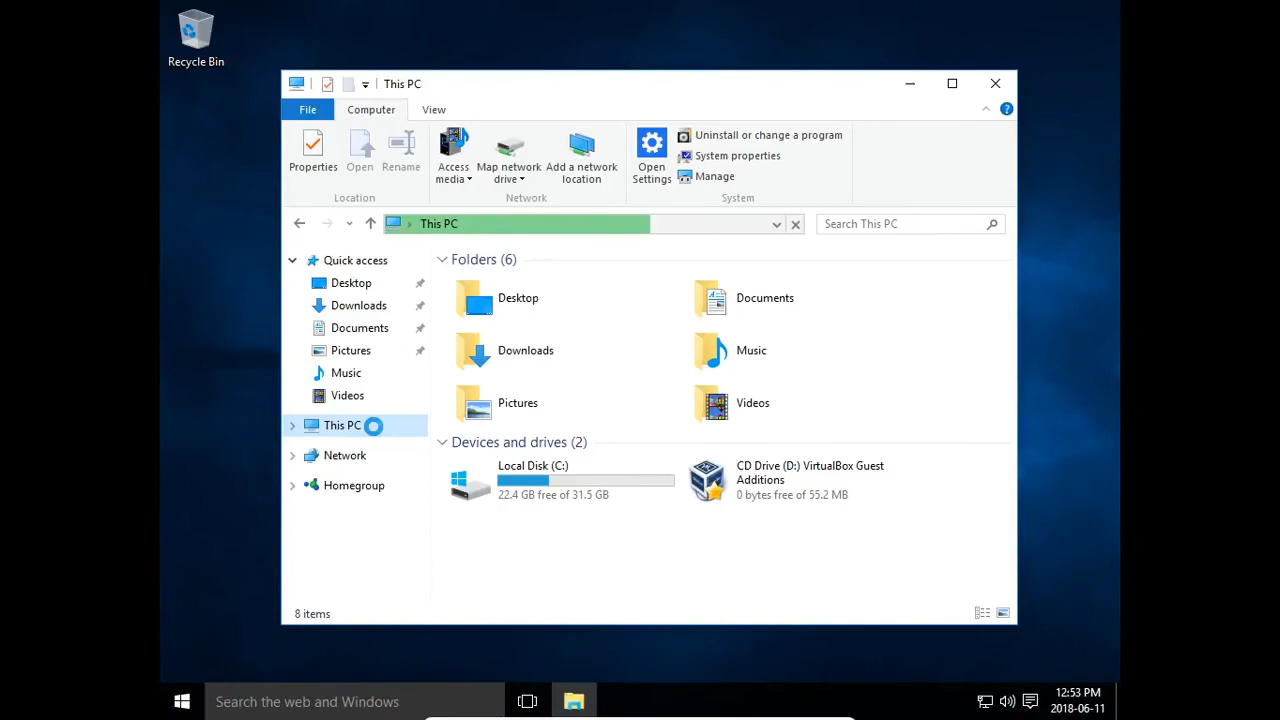 Recycle Bin
This PC
File
Computer
View
Properties
Open
Rename
Access media
Map network drive
Add a network location
Open Settings
Uninstall or change a program
System properties
Manage
Location
Network
System
This PC
Search This PC
Quick access
Desktop
Downloads
Documents
Pictures
Music
Videos
This PC
Network
Homegroup
Folders (6)
Desktop
Documents
Downloads
Music
Pictures
Videos
Devices and drives (2)
Local Disk (C:)
22.4 GB free of 31.5 GB
CD Drive (D:) VirtualBox Guest
Additions
0 bytes free of 55.2 MB
8 items
Search the web and Windows
12:53 PM
2018-06-11